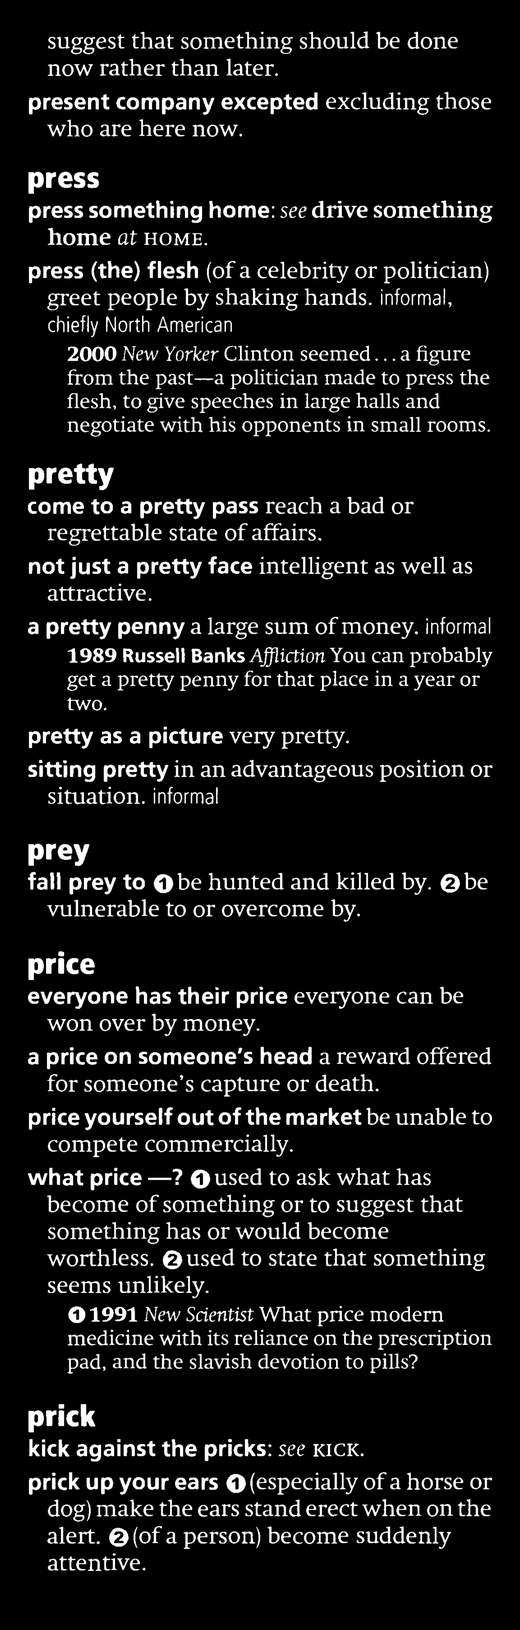 suggest that something should be done
now rather than later.
present company excepted excluding those
who are here now.
press
press something home: see drive something
home at HOME.
press (the) flesh (of a celebrity or politician)
greet people by shaking hands. informal,
chiefly North American
2000 New Yorker Clinton seemed...a figure
from the past—a politician made to press the
flesh, to give speeches in large halls and
negotiate with his opponents in small rooms.
pretty
come to a pretty pass reach a bad or
regrettable state of affairs.
not just a pretty face intelligent as well as
attractive.
a pretty penny a large sum of money. informal
1989 Russell Banks Affliction You can probably
get a pretty penny for that place in a year or
two.
pretty as a picture very pretty.
sitting pretty in an advantageous position or
situation. informal
prey
fall prey to ❶ be hunted and killed by. ❷ be
vulnerable to or overcome by.
price
everyone has their price everyone can be
won over by money.
a price on someone's head a reward offered
for someone's capture or death.
price yourself out of the market be unable to
compete commercially.
what price —? ❶ used to ask what has
become of something or to suggest that
something has or would become
worthless. ❷ used to state that something
seems unlikely.
❶ 1991 New Scientist What price modern
medicine with its reliance on the prescription
pad, and the slavish devotion to pills?
prick
kick against the pricks: see KICK.
prick up your ears ❶ (especially of a horse or
dog) make the ears stand erect when on the
alert. ❷ (of a person) become suddenly
attentive.